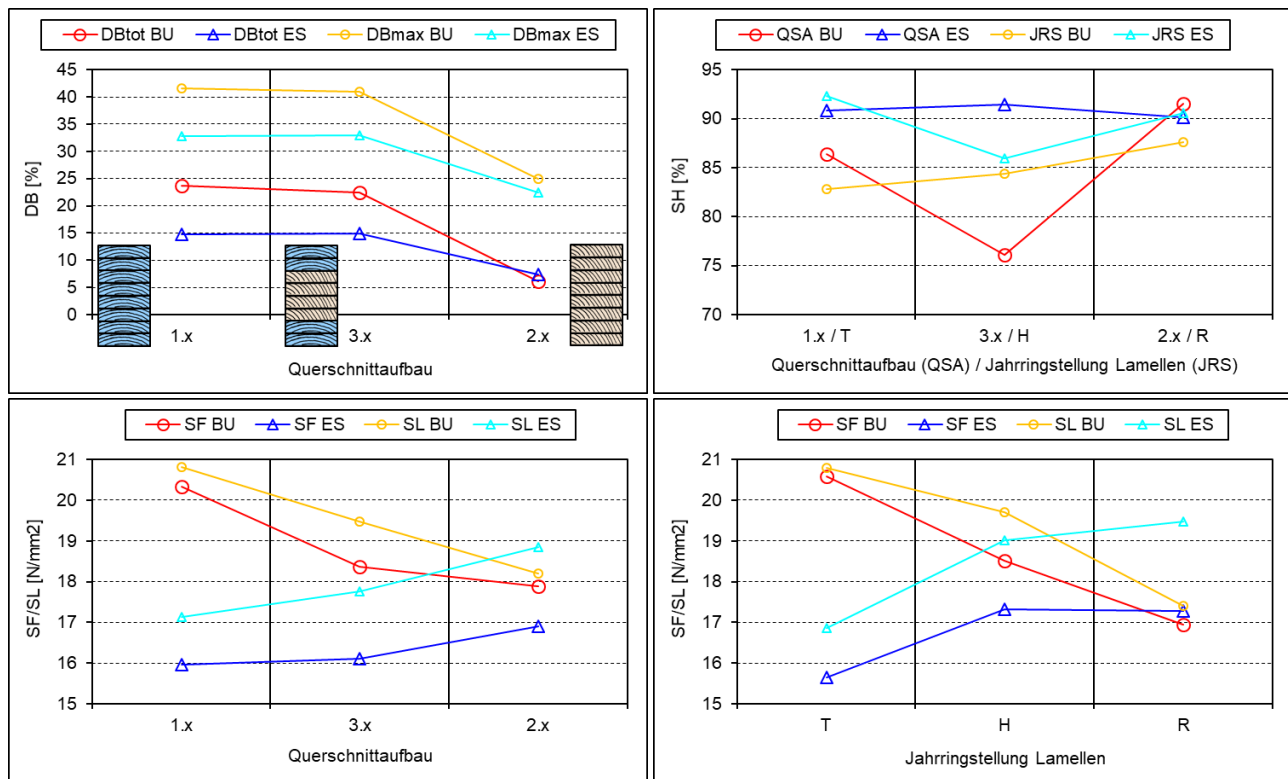 DBtot BU DBtot ES DBmax BU DBmax ES
45
40
35
30
25
20
15
10
5
0
DB [%]
1.x 3.x 2.x
Querschnittaufbau
QSA BU QSA ES JRS BU JRS ES
95
90
85
80
75
70
SH [%]
1.x / T 3.x / H 2.x / R
Querschnittaufbau (QSA) / Jahrringstellung Lamellen (JRS)
SF BU SF ES SL BU SL ES
21
20
19
18
17
16
15
SF/SL [N/mm2]
1.x 3.x 2.x
Querschnittaufbau
SF BU SF ES SL BU SL ES
21
20
19
18
17
16
15
SF/SL [N/mm2]
T H R
Jahrringstellung Lamellen